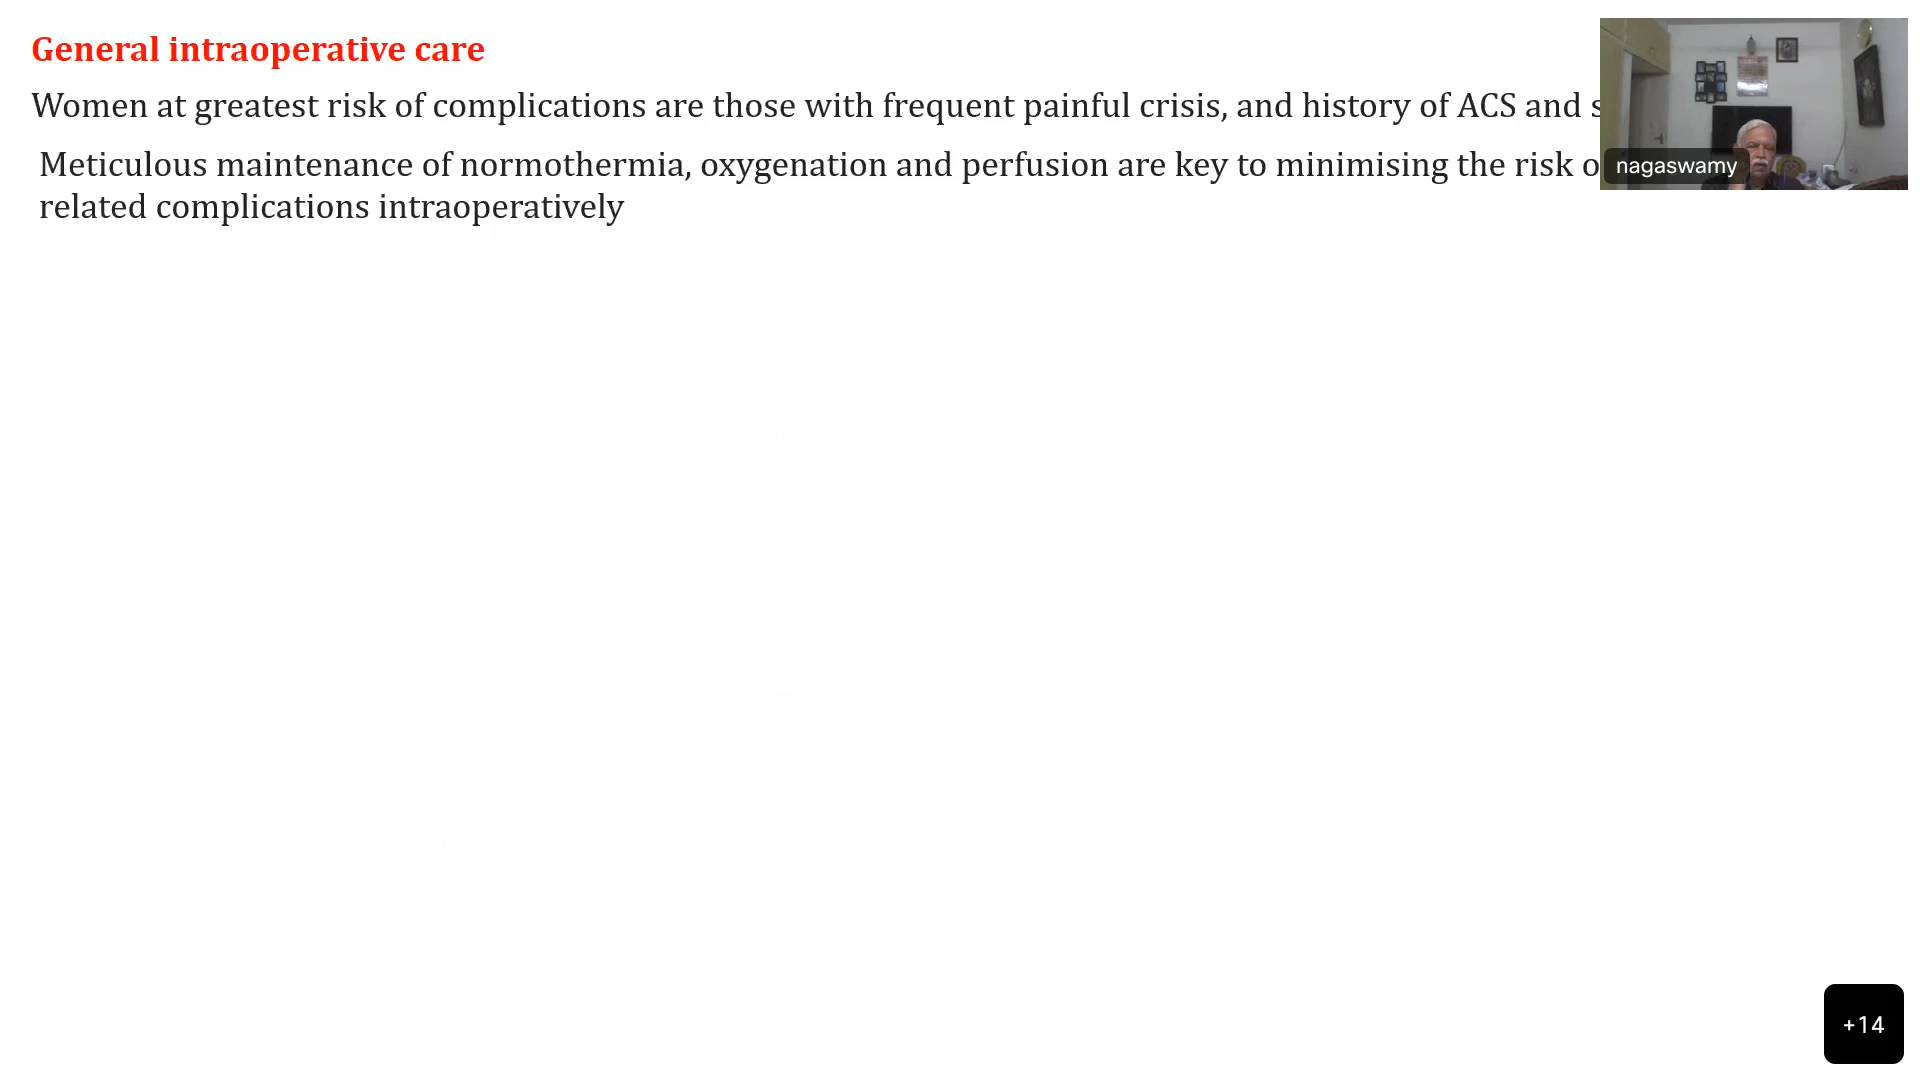 General intraoperative care
Women at greatest risk of complications are those with frequent painful crisis, and history of ACS and
Meticulous maintenance of normothermia, oxygenation and perfusion are key to minimising the risk
related complications intraoperatively
nagaswamy
+14